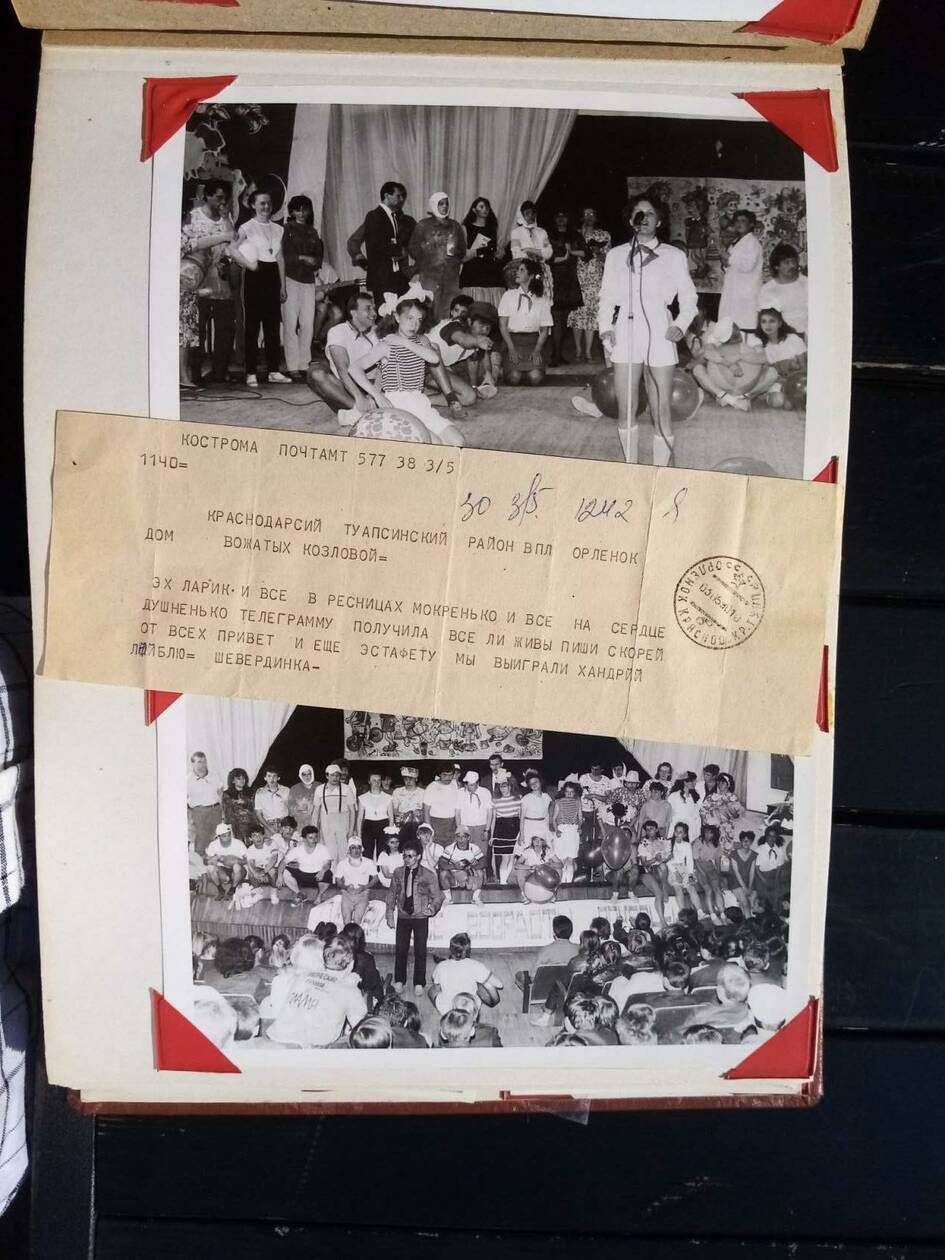 КОСТРОМА ПОЧТАМТ 577 38 3/5
1140=
30 3/5 1242
КРАСНОДАРСИЙ ТУАПСИНСКИЙ РАЙОН ВПЛ ОРЛЕНОК
ДОМ ВОЖАТЫХ КОЗЛОВОЙ=
ЭХ ЛАРИК. И ВСЕ В РЕСНИЦАХ МОКРЕНЬКО И ВСЕ НА СЕРДЦЕ
ДУШНЕНЬКО ТЕЛЕГРАММУ ПОЛУЧИЛА ВСЕ ЛИ ЖИВЫ ПИШИ СКОРЕЙ
ОТ ВСЕХ ПРИВЕТ И ЕЩЕ ЭСТАФЕТУ МЫ ВЫИГРАЛИ ХАНДРЮ
ЛЮБЛЮ= ШЕВЕРДИНКА-